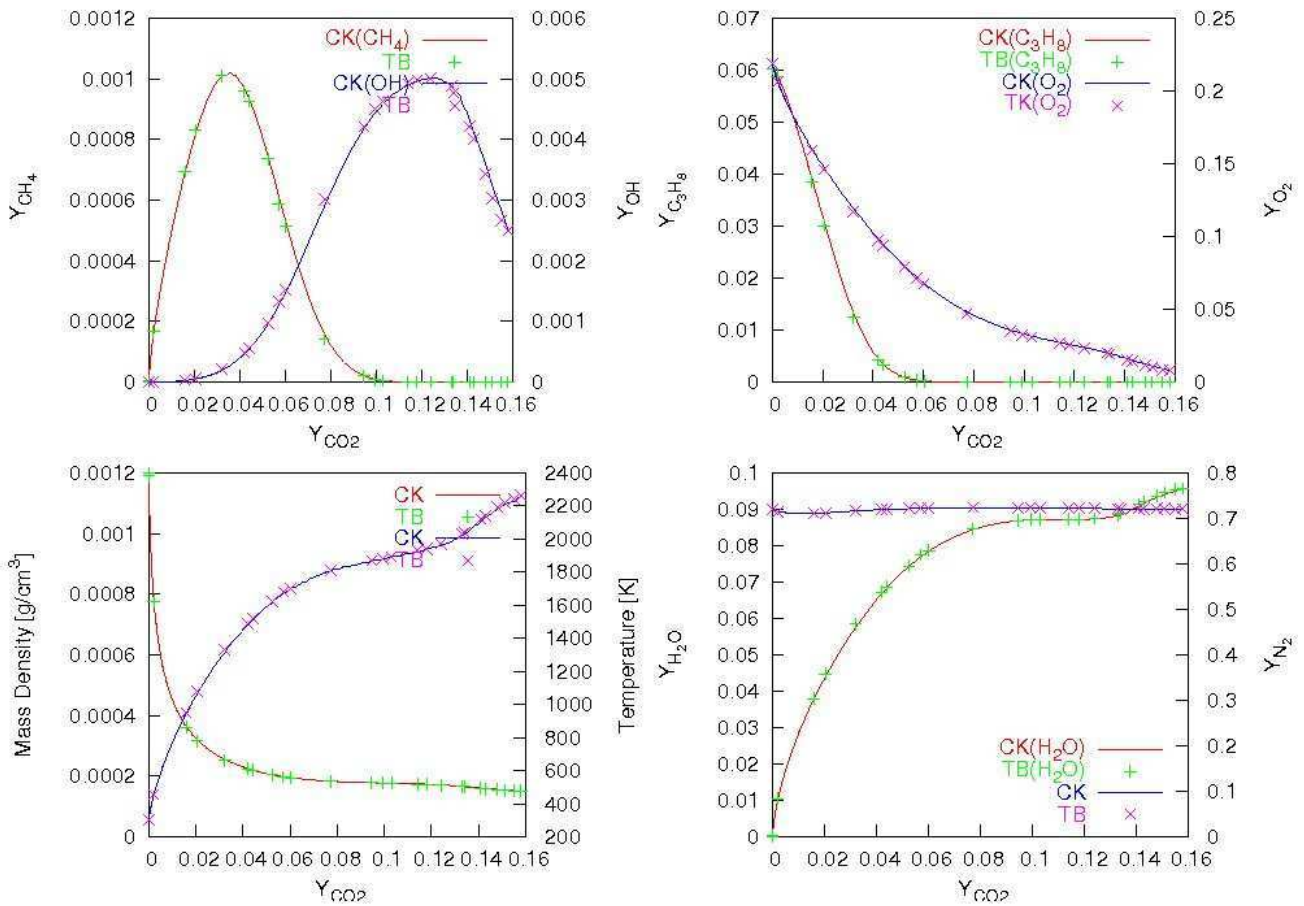 0.0012
0.001
0.0008
0.0006
0.0004
0.0002
0
Y_CH4
CK(CH4)
TB
CK(OH)
TB
0.006
0.005
0.004
0.003
0.002
0.001
0
Y_OH
0 0.02 0.04 0.06 0.08 0.1 0.12 0.14 0.16
Y_CO2
0.07
0.06
0.05
0.04
0.03
0.02
0.01
0
Y_C3H8
CK(C3H8)
TB(C3H8)
CK(O2)
TK(O2)
0.25
0.2
0.15
0.1
0.05
0
Y_O2
0 0.02 0.04 0.06 0.08 0.1 0.12 0.14 0.16
Y_CO2
0.0012
0.001
0.0008
0.0006
0.0004
0.0002
0
Mass Density [g/cm3]
CK
TB
CK
TB
2400
2200
2000
1800
1600
1400
1200
1000
800
600
400
200
Temperature [K]
0 0.02 0.04 0.06 0.08 0.1 0.12 0.14 0.16
Y_CO2
0.1
0.09
0.08
0.07
0.06
0.05
0.04
0.03
0.02
0.01
0
Y_H2O
CK(H2O)
TB(H2O)
CK
TB
0.8
0.7
0.6
0.5
0.4
0.3
0.2
0.1
0
Y_N2
0 0.02 0.04 0.06 0.08 0.1 0.12 0.14 0.16
Y_CO2